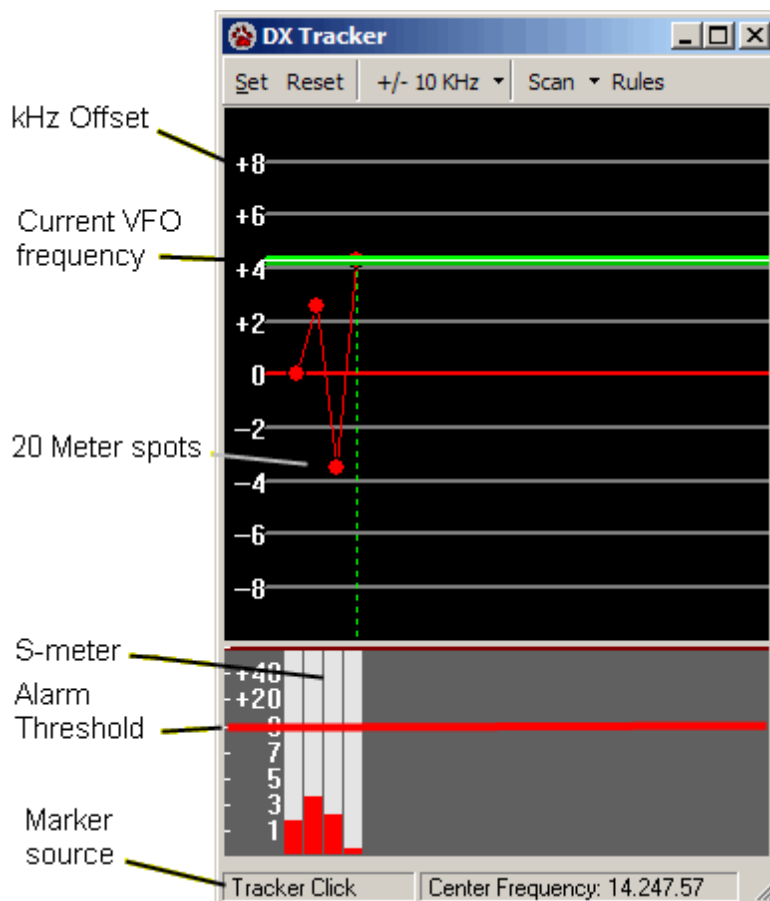 DX Tracker
Set Reset +/- 10 KHz Scan Rules
kHz Offset
+8
+6
Current VFO
frequency
+4
+2
0
−2
20 Meter spots
−4
−6
−8
S-meter
+40
+20
Alarm
Threshold
9
7
5
3
1
Marker
source
Tracker Click
Center Frequency: 14.247.57